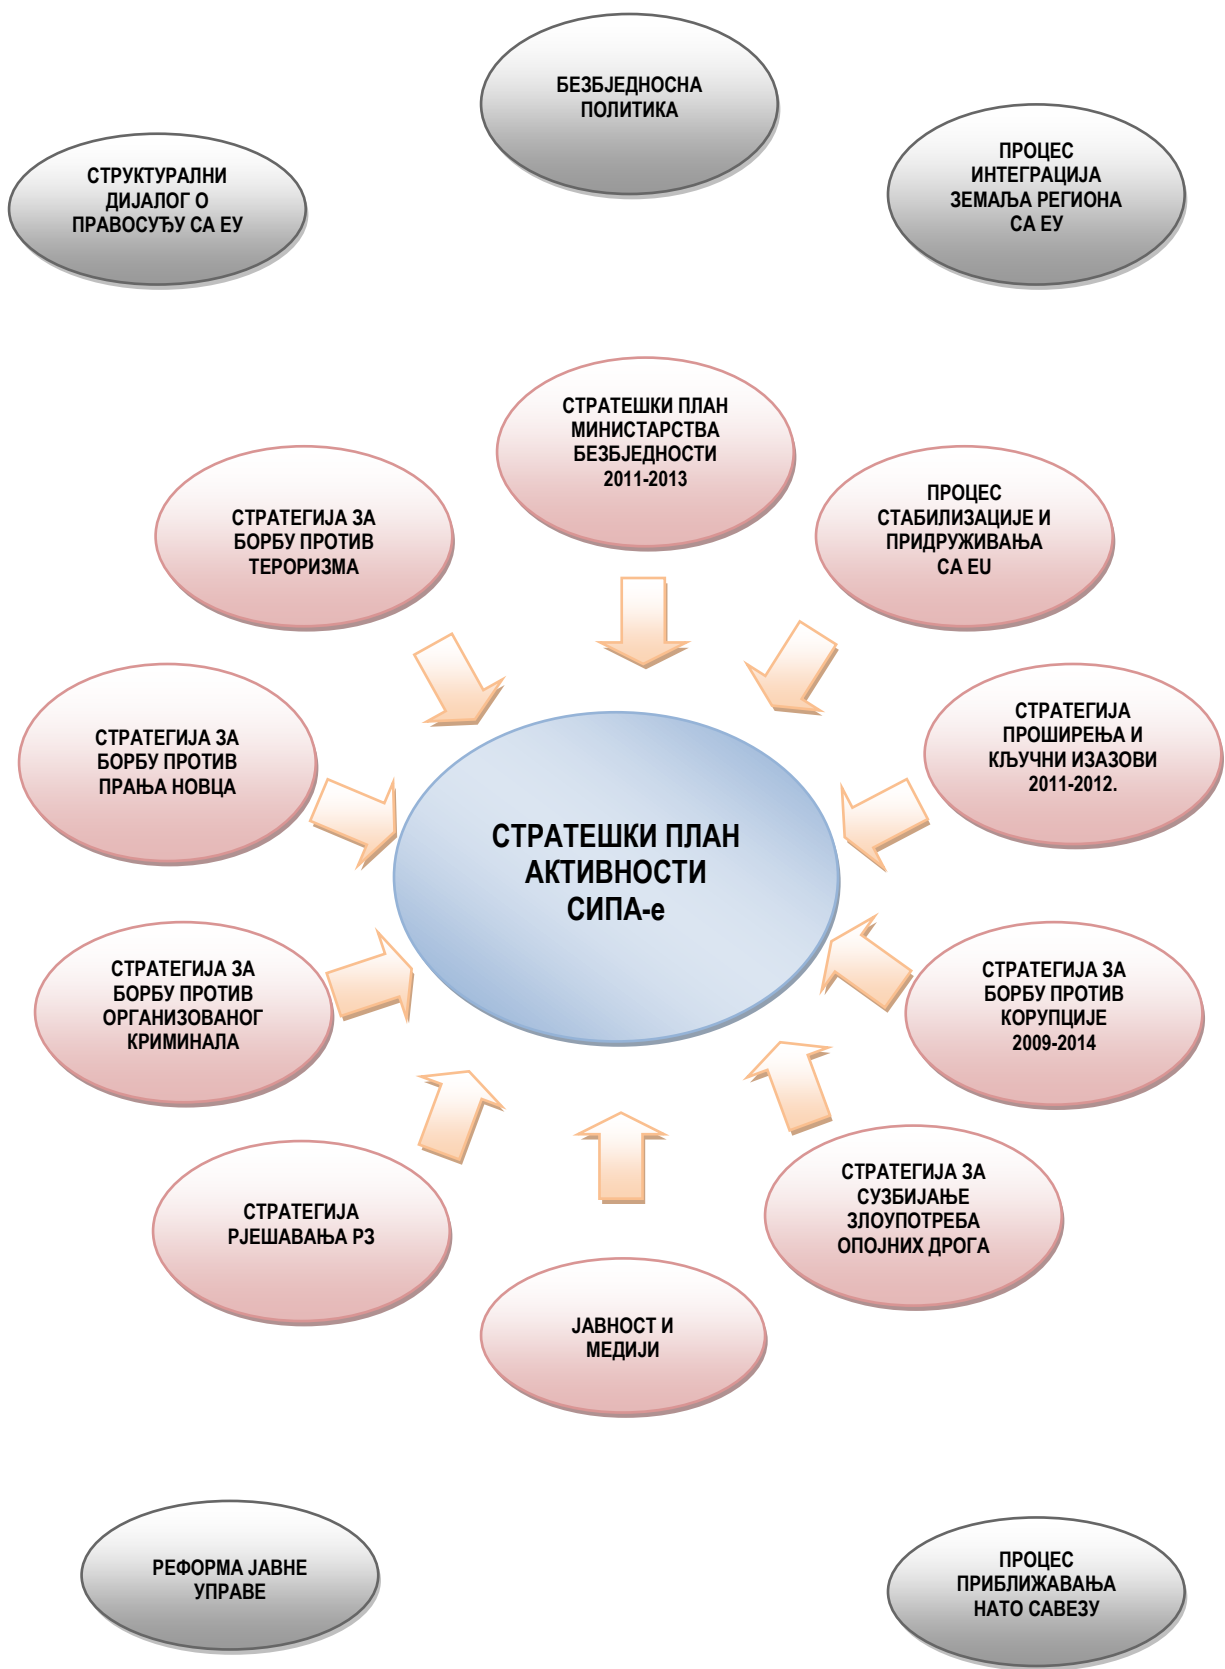 БЕЗБЈЕДНОСНА
ПОЛИТИКА
СТРУКТУРАЛНИ
ДИЈАЛОГ О
ПРАВОСУЂУ СА ЕУ
ПРОЦЕС
ИНТЕГРАЦИЈА
ЗЕМАЉА РЕГИОНА
СА ЕУ
СТРАТЕШКИ ПЛАН
МИНИСТАРСТВА
БЕЗБЈЕДНОСТИ
2011-2013
СТРАТЕГИЈА ЗА
БОРБУ ПРОТИВ
ТЕРОРИЗМА
ПРОЦЕС
СТАБИЛИЗАЦИЈЕ И
ПРИДРУЖИВАЊА
СА EU
СТРАТЕГИЈА ЗА
БОРБУ ПРОТИВ
ПРАЊА НОВЦА
СТРАТЕГИЈА
ПРОШИРЕЊА И
КЉУЧНИ ИЗАЗОВИ
2011-2012.
СТРАТЕШКИ ПЛАН
АКТИВНОСТИ
СИПА-е
СТРАТЕГИЈА ЗА
БОРБУ ПРОТИВ
ОРГАНИЗОВАНОГ
КРИМИНАЛА
СТРАТЕГИЈА ЗА
БОРБУ ПРОТИВ
КОРУПЦИЈЕ
2009-2014
СТРАТЕГИЈА
РЈЕШАВАЊА РЗ
СТРАТЕГИЈА ЗА
СУЗБИЈАЊЕ
ЗЛОУПОТРЕБА
ОПОЈНИХ ДРОГА
ЈАВНОСТ И
МЕДИЈИ
РЕФОРМА ЈАВНЕ
УПРАВЕ
ПРОЦЕС
ПРИБЛИЖАВАЊА
НАТО САВЕЗУ